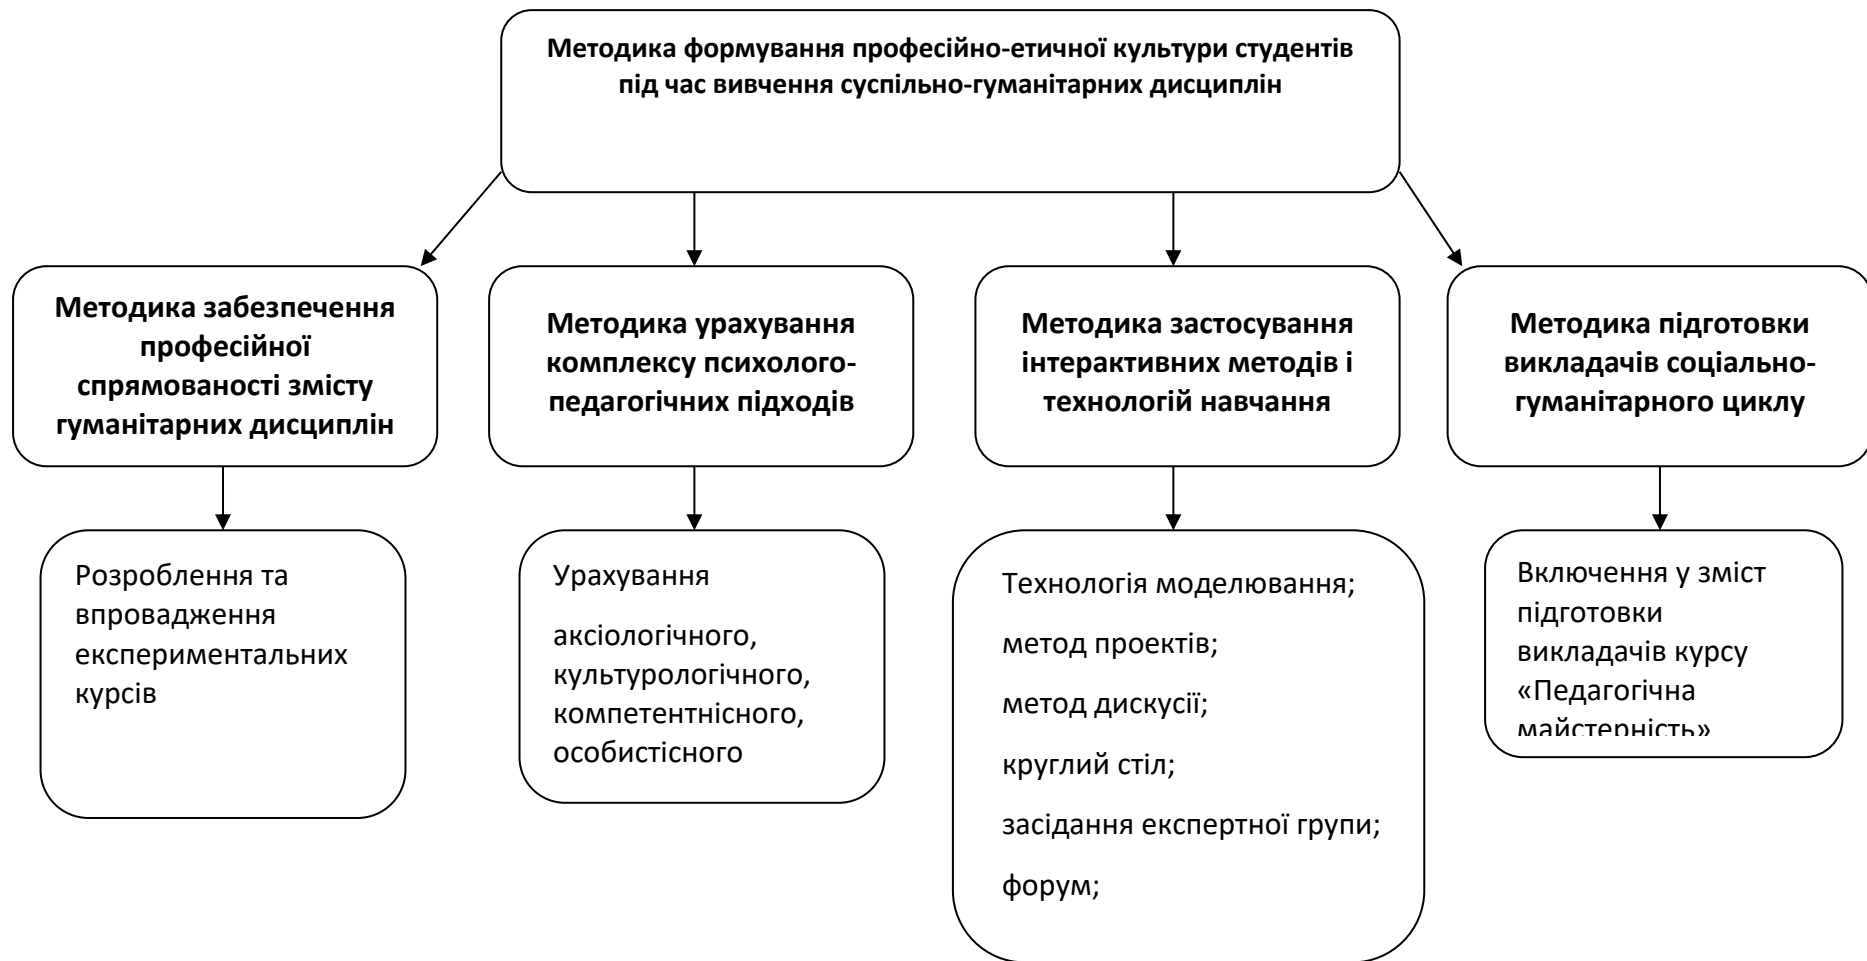 Методика формування професійно-етичної культури студентів
під час вивчення суспільно-гуманітарних дисциплін
Методика забезпечення
професійної
спрямованості змісту
гуманітарних дисциплін
Методика урахування
комплексу психолого-
педагогічних підходів
Методика застосування
інтерактивних методів і
технологій навчання
Методика підготовки
викладачів соціально-
гуманітарного циклу
Розроблення та
впровадження
експериментальних
курсів
Урахування
аксіологічного,
культурологічного,
компетентнісного,
особистісного
Технологія моделювання;
метод проектів;
метод дискусії;
круглий стіл;
засідання експертної групи;
форум;
Включення у зміст
підготовки
викладачів курсу
«Педагогічна
майстерність»